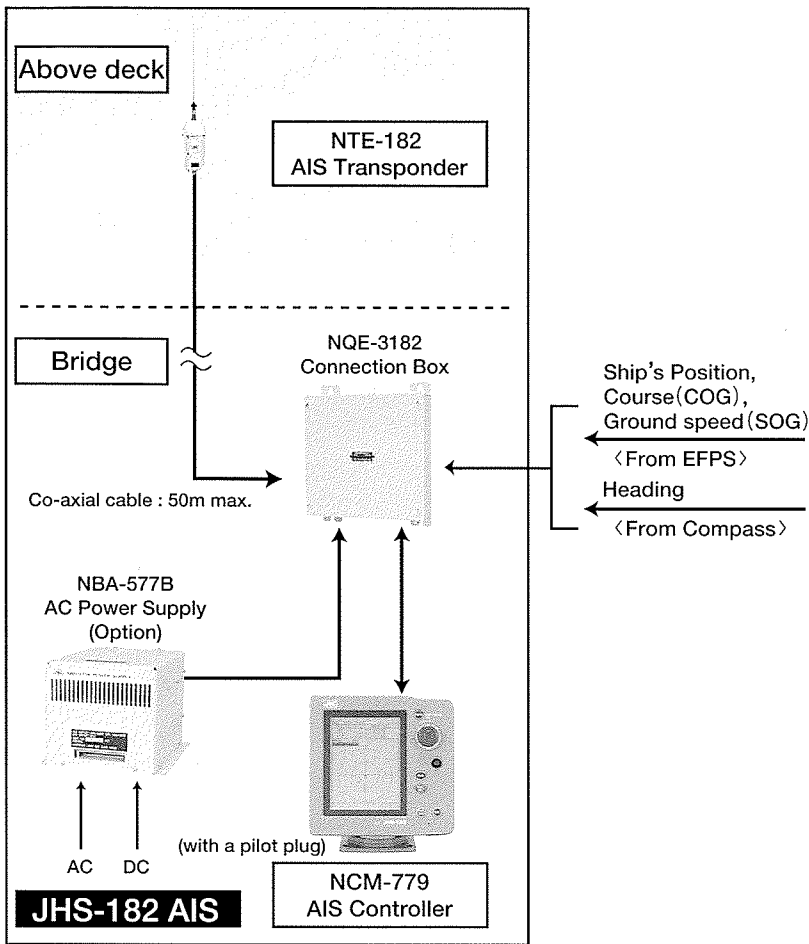 Above deck
NTE-182
AIS Transponder
Bridge
NQE-3182
Connection Box
Ship's Position,
Course(COG),
Ground speed(SOG)
〈From EFPS〉
Heading
〈From Compass〉
Co-axial cable : 50m max.
NBA-577B
AC Power Supply
(Option)
AC DC
(with a pilot plug)
NCM-779
AIS Controller
JHS-182 AIS